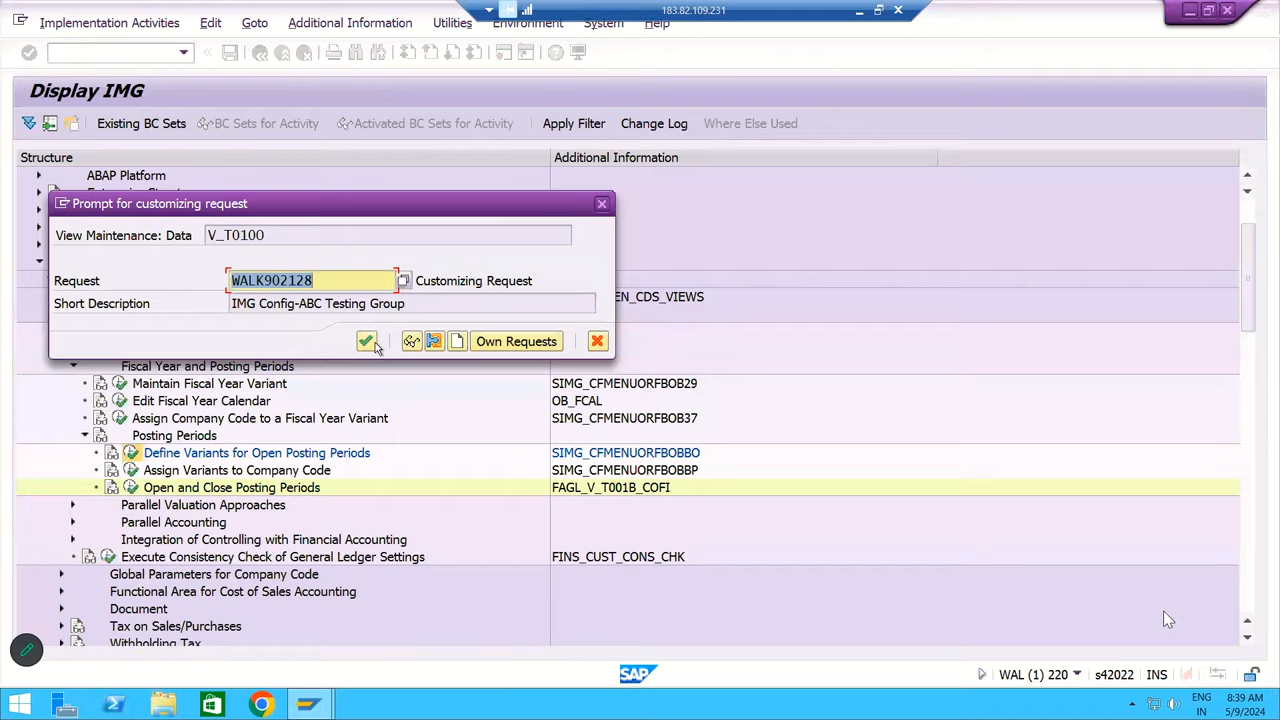 183.82.109.231
Implementation Activities Edit Goto Additional Information Utilities Environment System Help
Display IMG
Existing BC Sets BC Sets for Activity Activated BC Sets for Activity Apply Filter Change Log Where Else Used
Structure Additional Information
ABAP Platform
Prompt for customizing request
View Maintenance: Data V_T0100
Request WALK902128 Customizing Request
EN_CDS_VIEWS
Short Description IMG Config-ABC Testing Group
Own Requests
Fiscal Year and Posting Periods
Maintain Fiscal Year Variant SIMG_CFMENUORFBOB29
Edit Fiscal Year Calendar OB_FCAL
Assign Company Code to a Fiscal Year Variant SIMG_CFMENUORFBOB37
Posting Periods
Define Variants for Open Posting Periods SIMG_CFMENUORFBOBBO
Assign Variants to Company Code SIMG_CFMENUORFBOBBP
Open and Close Posting Periods FAGL_V_T001B_COFI
Parallel Valuation Approaches
Parallel Accounting
Integration of Controlling with Financial Accounting
Execute Consistency Check of General Ledger Settings FINS_CUST_CONS_CHK
Global Parameters for Company Code
Functional Area for Cost of Sales Accounting
Document
Tax on Sales/Purchases
Withholding Tax
SAP WAL (1) 220 s42022 INS
ENG 8:39 AM
IN 5/9/2024